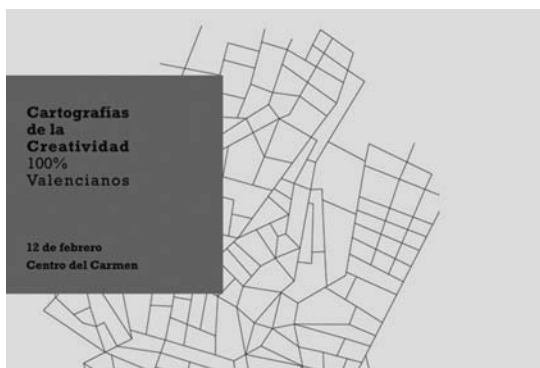 Cartografías
de la
Creatividad
100%
Valencianos
12 de febrero
Centro del Carmen